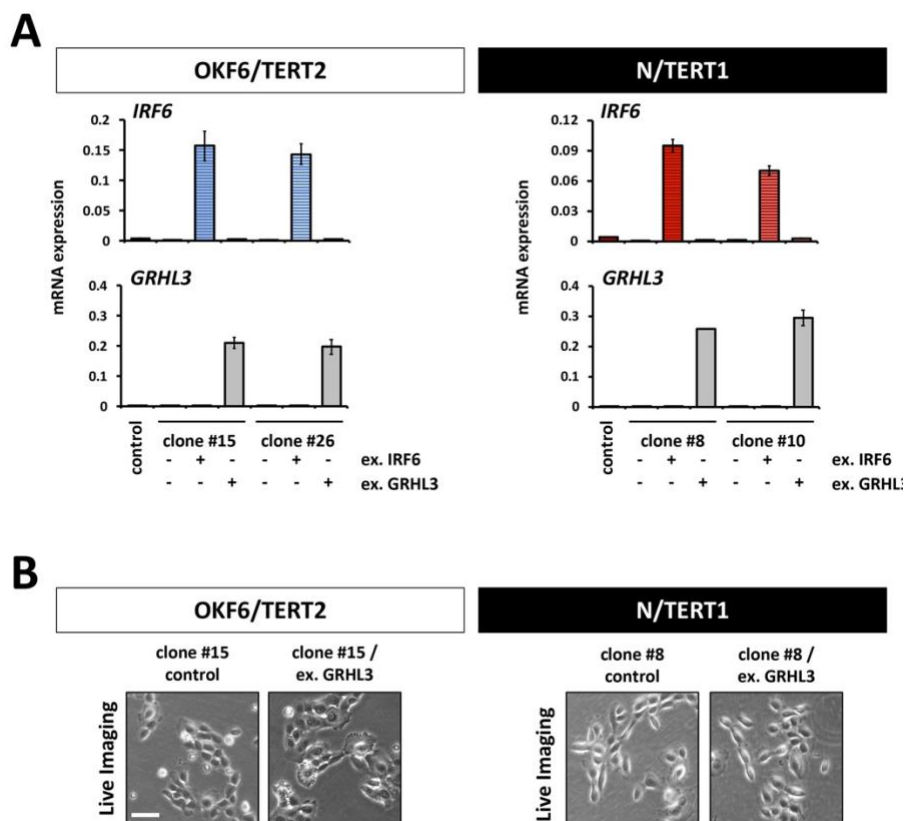 A
OKF6/TERT2
N/TERT1
IRF6
0.2
0.15
0.1
0.05
0
mRNA expression
GRHL3
0.4
0.3
0.2
0.1
0
control
clone #15
clone #26
- + - - + - ex. IRF6
- - + - - + ex. GRHL3
IRF6
0.12
0.09
0.06
0.03
0
mRNA expression
GRHL3
0.4
0.3
0.2
0.1
0
control
clone #8
clone #10
- + - - + - ex. IRF6
- - + - - + ex. GRHL3
B
OKF6/TERT2
N/TERT1
clone #15
control
clone #15 /
ex. GRHL3
Live Imaging
clone #8
control
clone #8 /
ex. GRHL3
Live Imaging